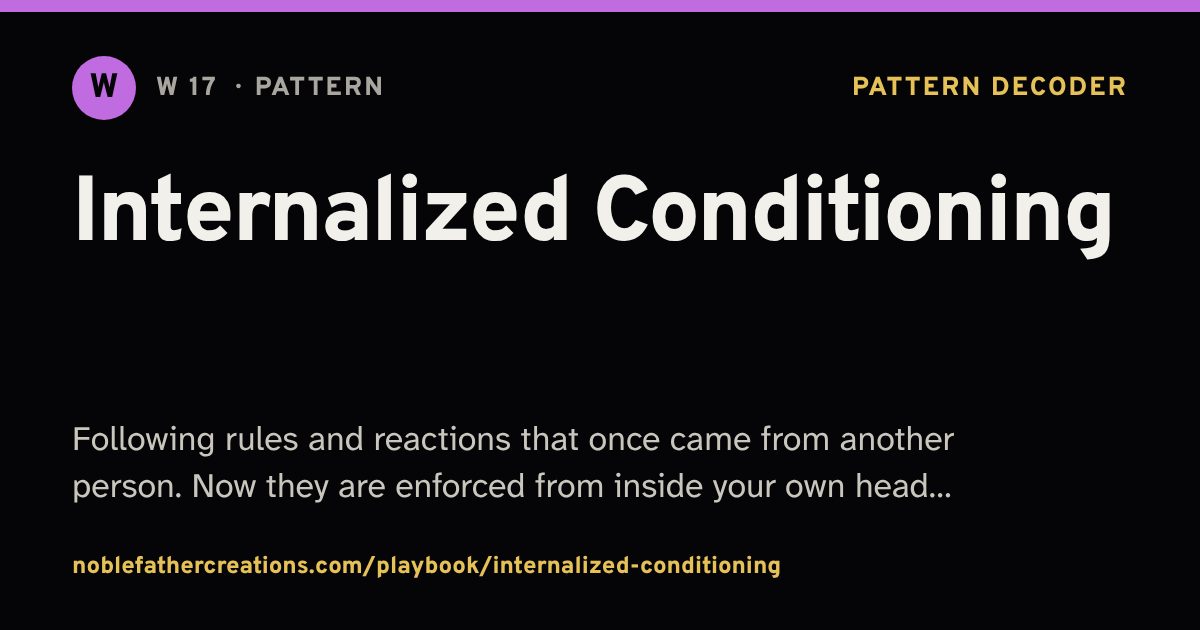 W W 17 · PATTERN PATTERN DECODER
Internalized Conditioning
Following rules and reactions that once came from another
person. Now they are enforced from inside your own head...
noblefathercreations.com/playbook/internalized-conditioning